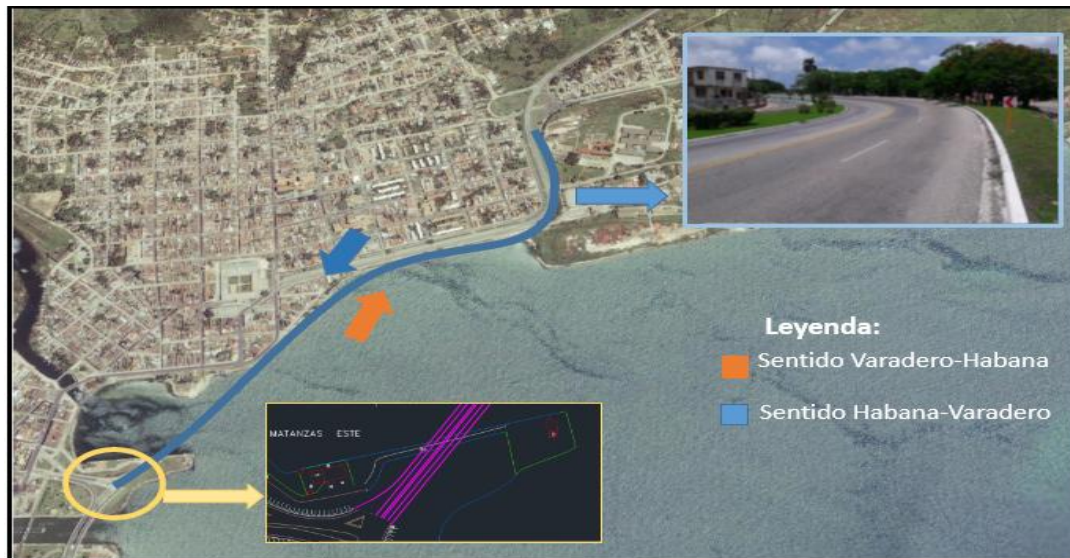 MATANZAS ESTE
Leyenda:
Sentido Varadero-Habana
Sentido Habana-Varadero